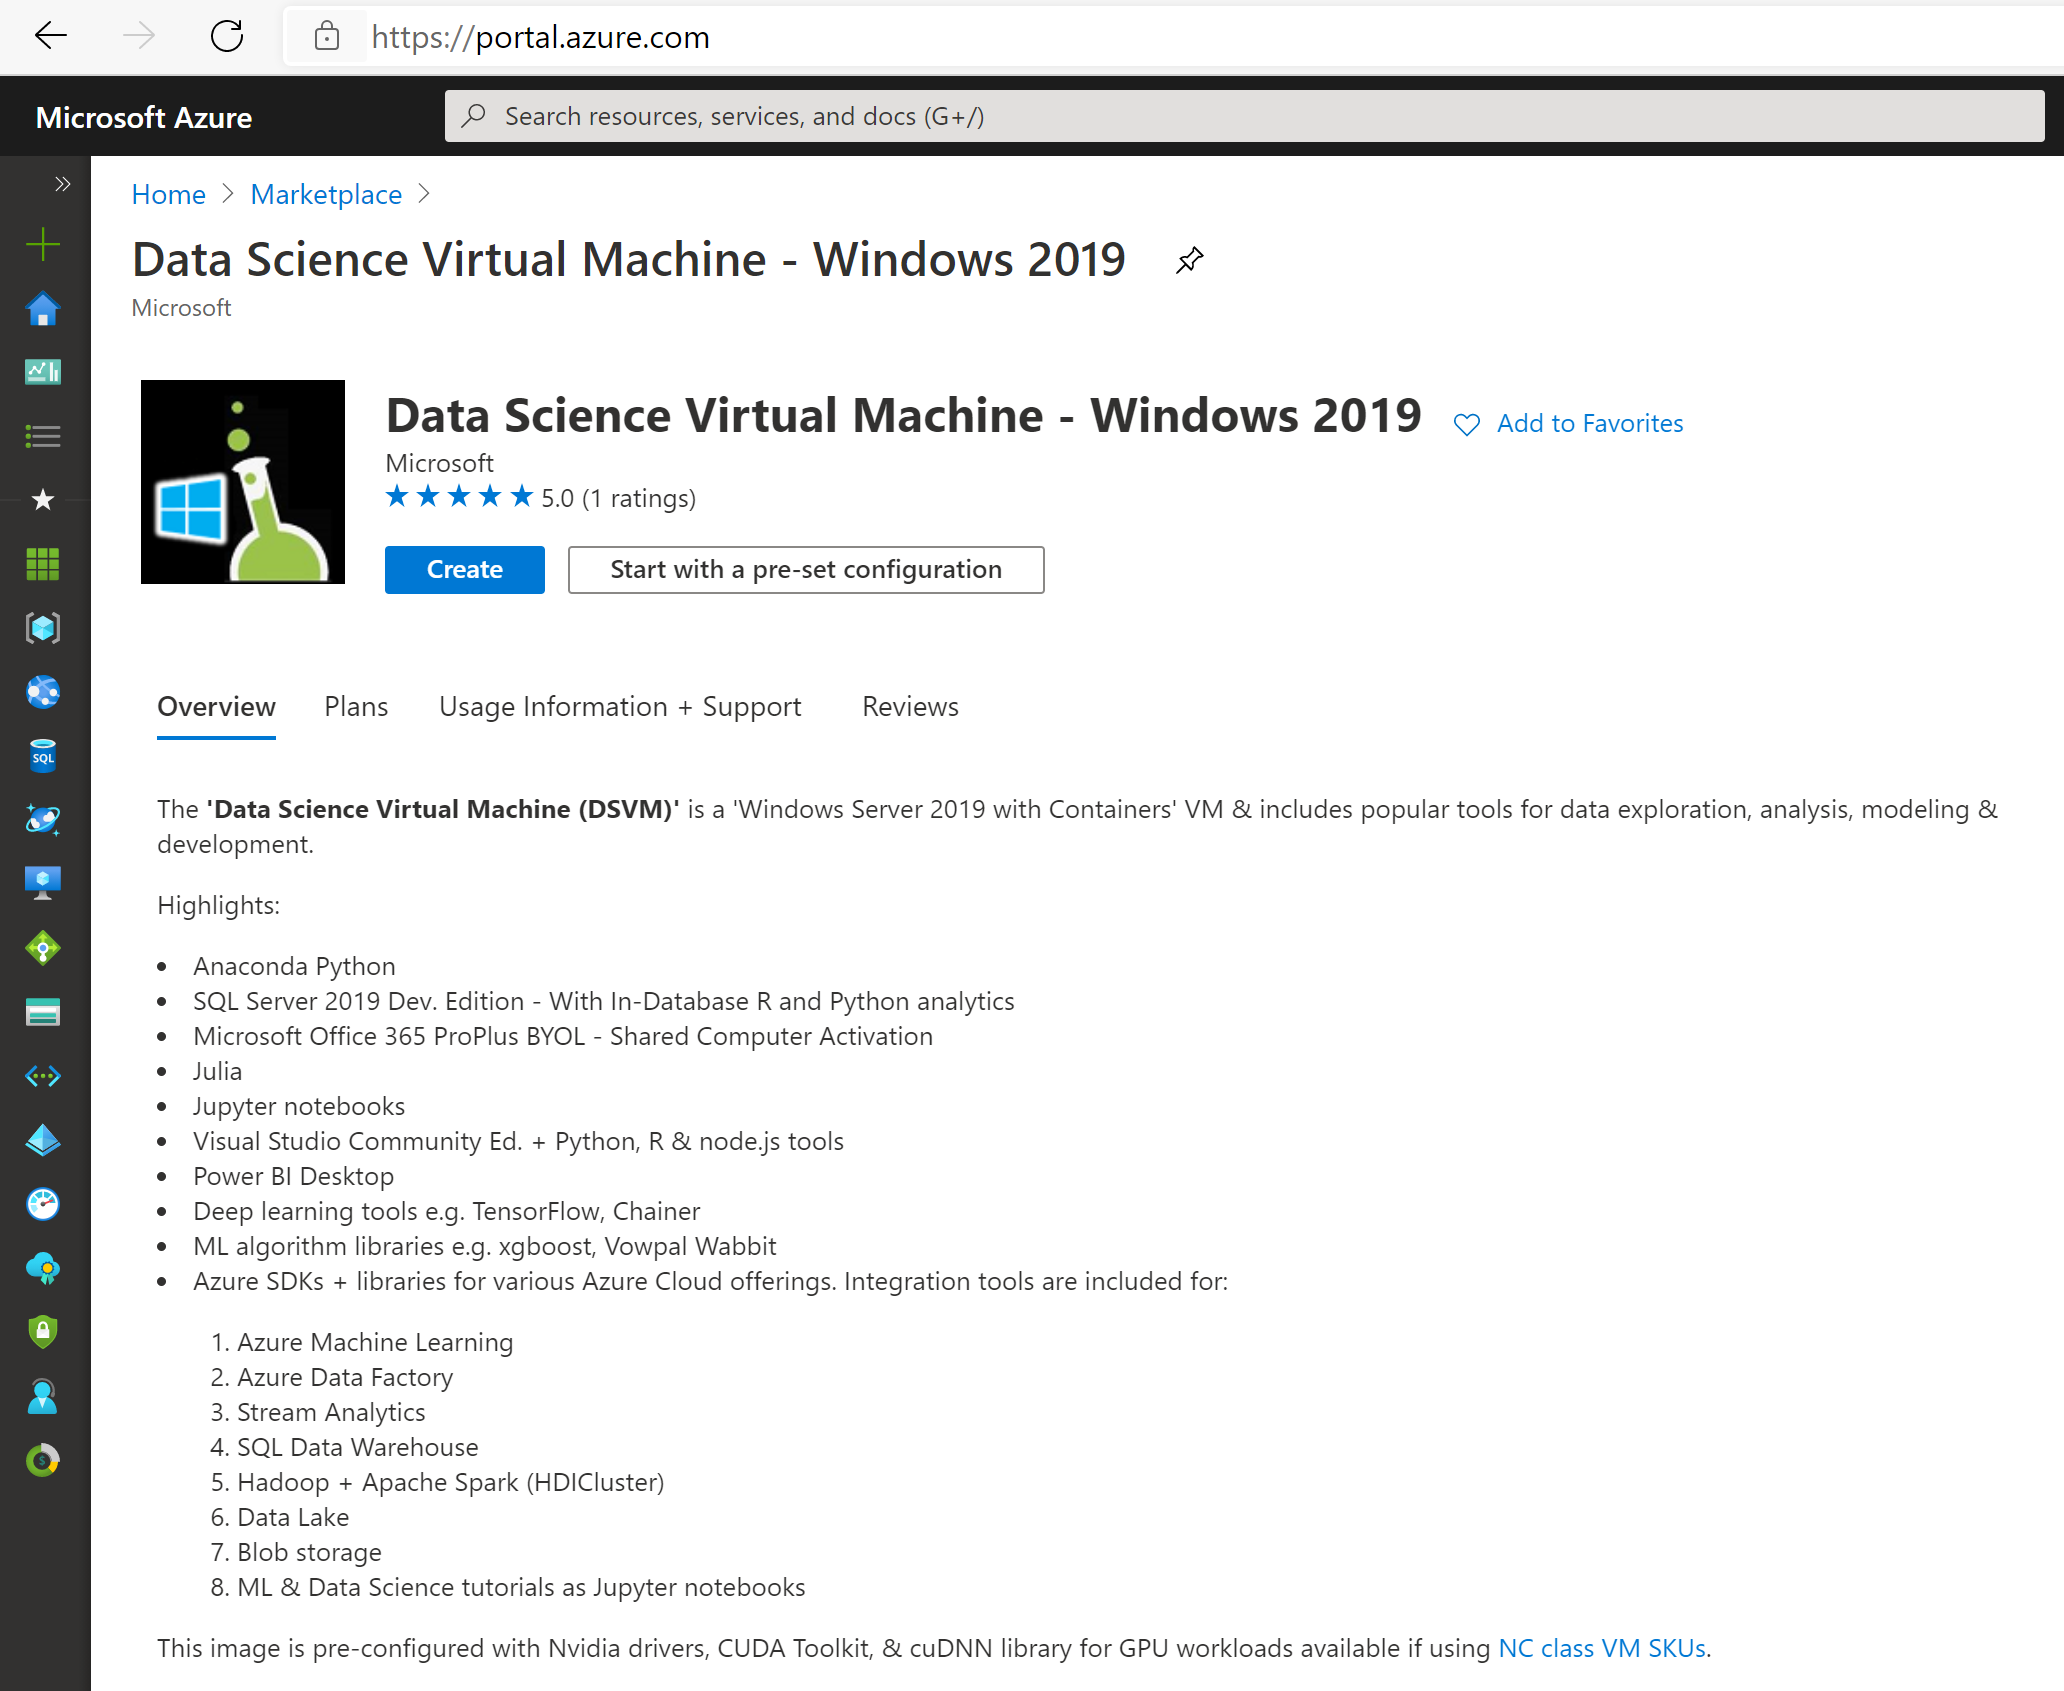 https://portal.azure.com
Microsoft Azure
Search resources, services, and docs (G+/)
Home > Marketplace >
Data Science Virtual Machine - Windows 2019
Microsoft
Data Science Virtual Machine - Windows 2019
Add to Favorites
Microsoft
5.0 (1 ratings)
Create
Start with a pre-set configuration
Overview Plans Usage Information + Support Reviews
The 'Data Science Virtual Machine (DSVM)' is a 'Windows Server 2019 with Containers' VM & includes popular tools for data exploration, analysis, modeling &
development.
Highlights:
• Anaconda Python
• SQL Server 2019 Dev. Edition - With In-Database R and Python analytics
• Microsoft Office 365 ProPlus BYOL - Shared Computer Activation
• Julia
• Jupyter notebooks
• Visual Studio Community Ed. + Python, R & node.js tools
• Power BI Desktop
• Deep learning tools e.g. TensorFlow, Chainer
• ML algorithm libraries e.g. xgboost, Vowpal Wabbit
• Azure SDKs + libraries for various Azure Cloud offerings. Integration tools are included for:
1. Azure Machine Learning
2. Azure Data Factory
3. Stream Analytics
4. SQL Data Warehouse
5. Hadoop + Apache Spark (HDICluster)
6. Data Lake
7. Blob storage
8. ML & Data Science tutorials as Jupyter notebooks
This image is pre-configured with Nvidia drivers, CUDA Toolkit, & cuDNN library for GPU workloads available if using NC class VM SKUs.
SQL
$